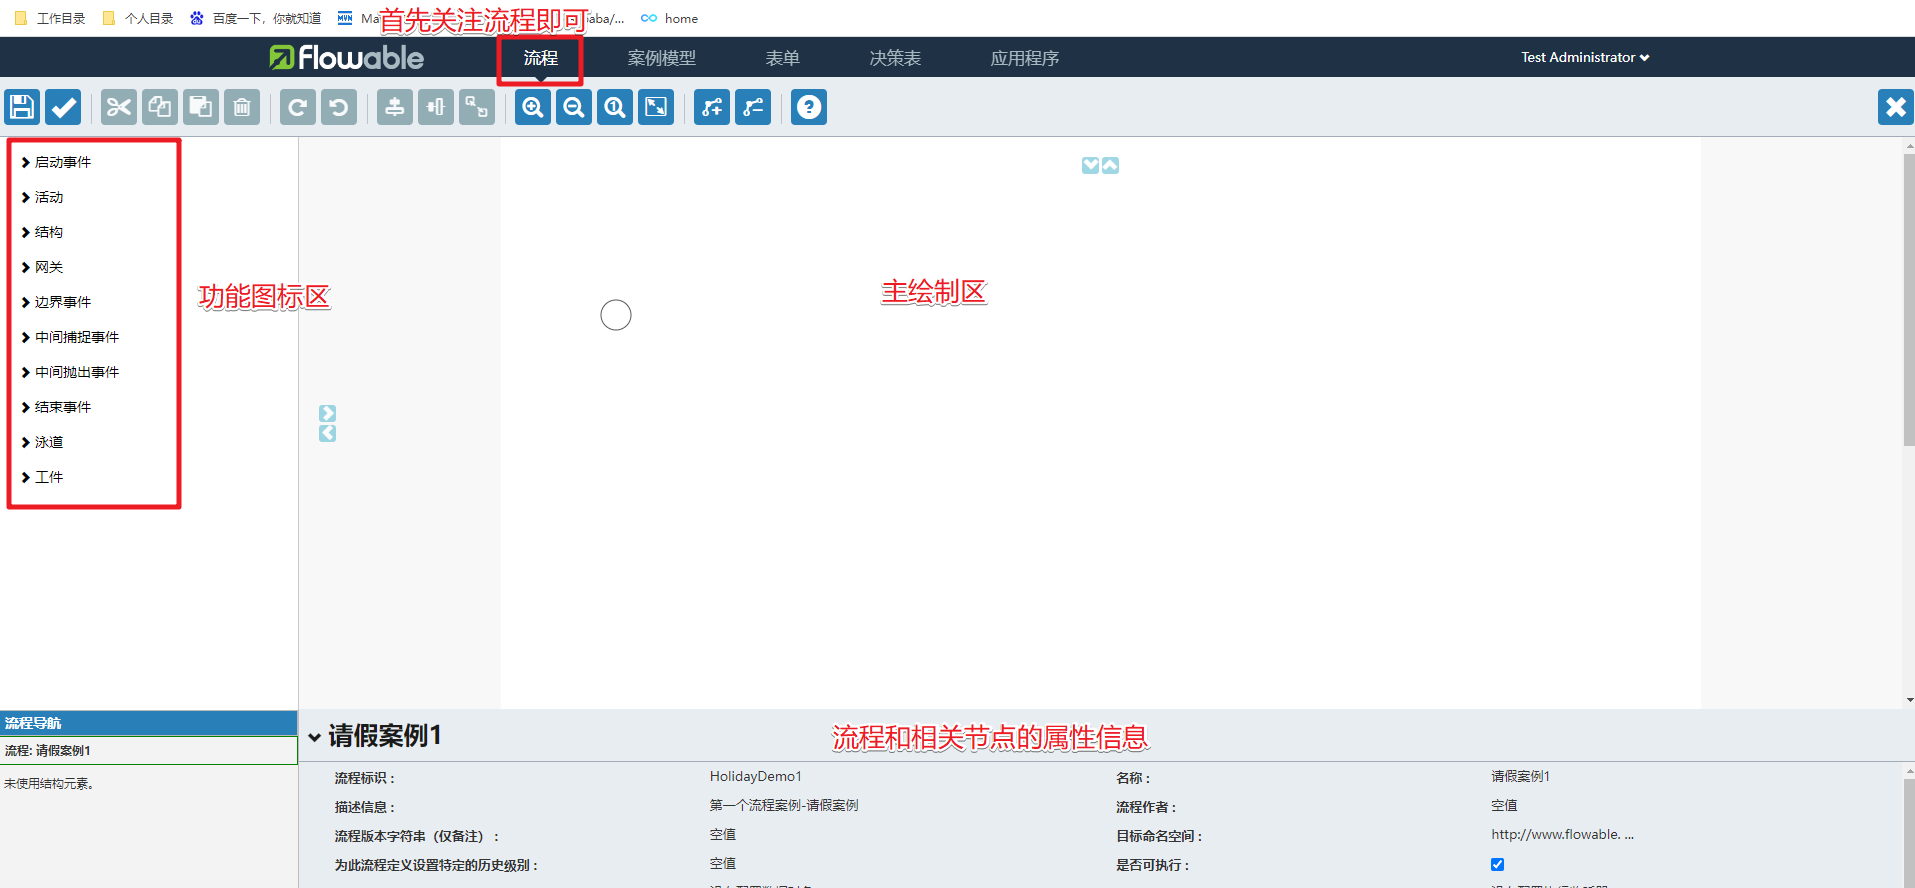 工作目录 个人目录 百度一下，你就知道 Ma baba/... home
首先关注流程即可
flowable 流程 案例模型 表单 决策表 应用程序 Test Administrator
启动事件
活动
结构
网关
边界事件
中间捕捉事件
中间抛出事件
结束事件
泳道
工件
功能图标区
主绘制区
流程导航
流程: 请假案例1
未使用结构元素。
请假案例1
流程和相关节点的属性信息
流程标识 : HolidayDemo1 名称 : 请假案例1
描述信息 : 第一个流程案例-请假案例 流程作者 : 空值
流程版本字符串（仅备注） : 空值 目标命名空间 : http://www.flowable. ...
为此流程定义设置特定的历史级别 : 空值 是否可执行 :